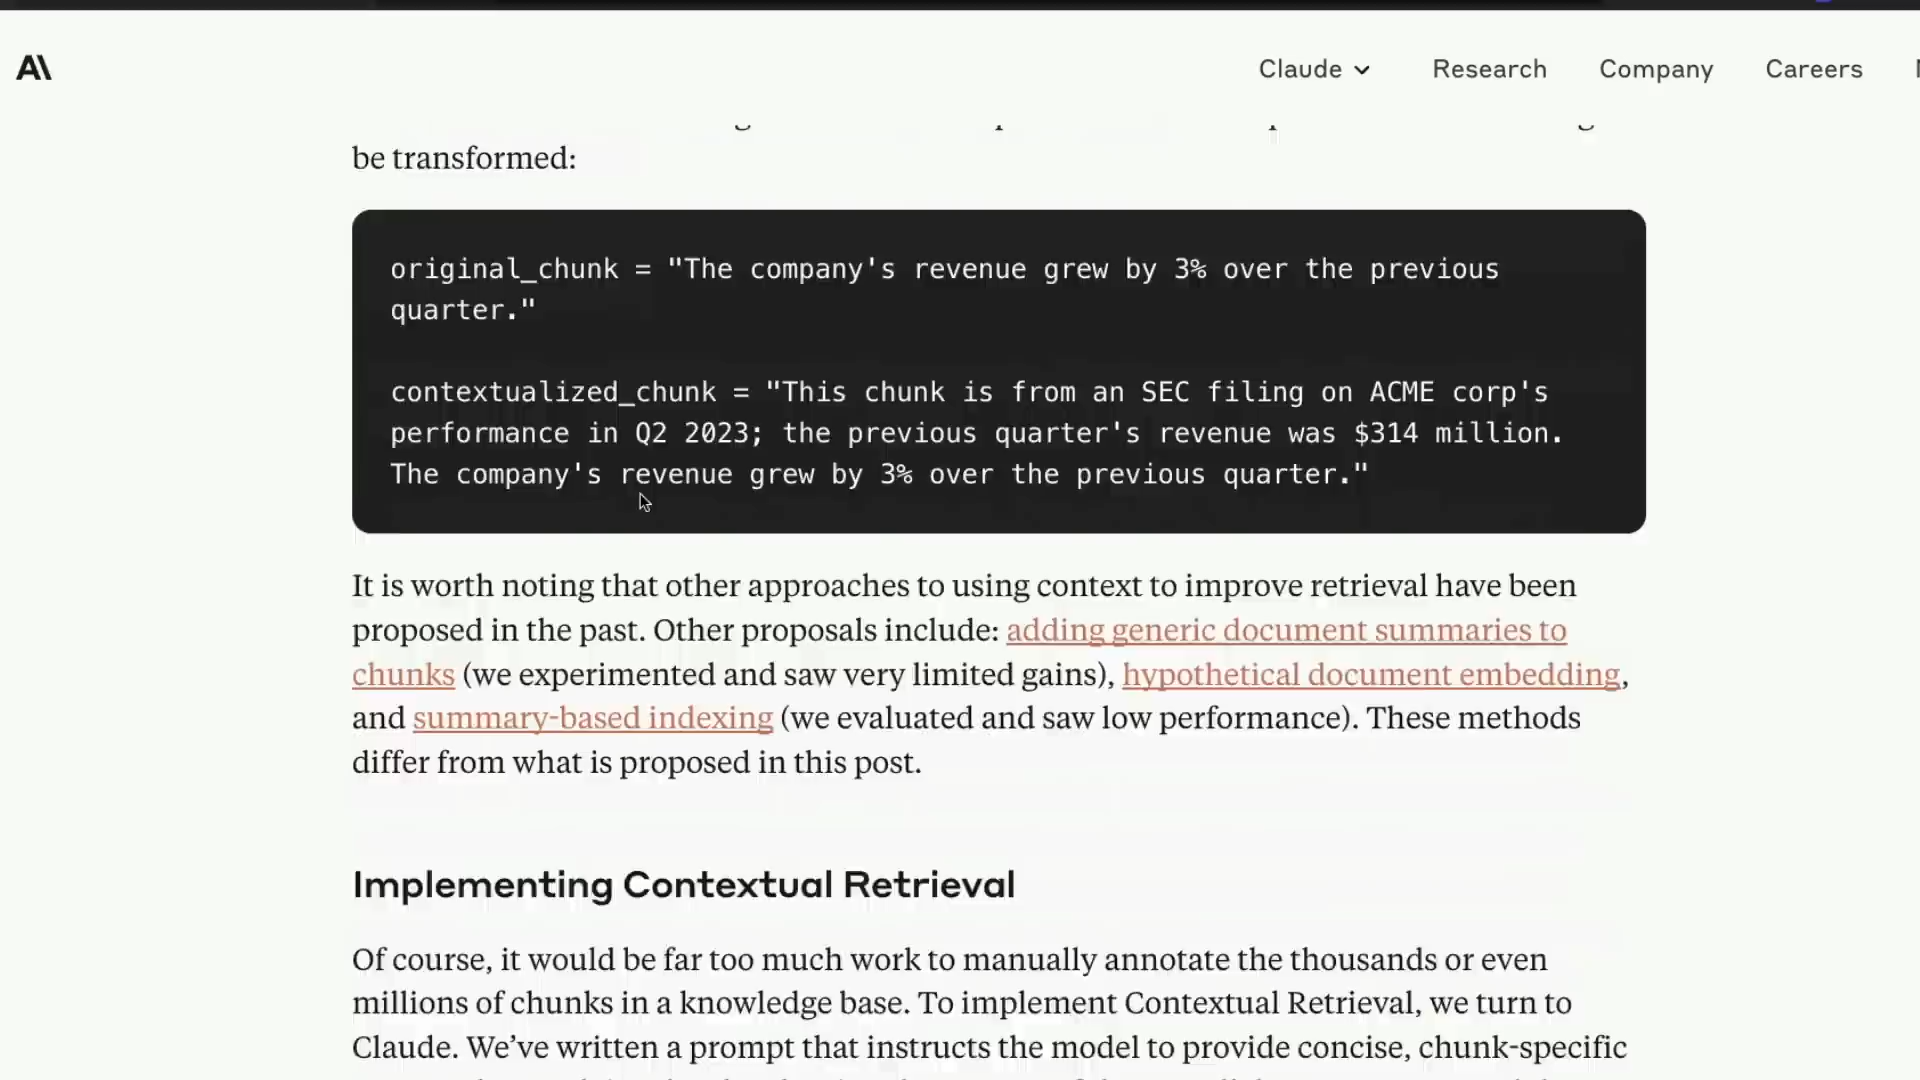 A\
Claude Research Company Careers
be transformed:
original_chunk = "The company's revenue grew by 3% over the previous
quarter."
contextualized_chunk = "This chunk is from an SEC filing on ACME corp's
performance in Q2 2023; the previous quarter's revenue was $314 million.
The company's revenue grew by 3% over the previous quarter."
It is worth noting that other approaches to using context to improve retrieval have been
proposed in the past. Other proposals include: adding generic document summaries to
chunks (we experimented and saw very limited gains), hypothetical document embedding,
and summary-based indexing (we evaluated and saw low performance). These methods
differ from what is proposed in this post.
Implementing Contextual Retrieval
Of course, it would be far too much work to manually annotate the thousands or even
millions of chunks in a knowledge base. To implement Contextual Retrieval, we turn to
Claude. We’ve written a prompt that instructs the model to provide concise, chunk-specific